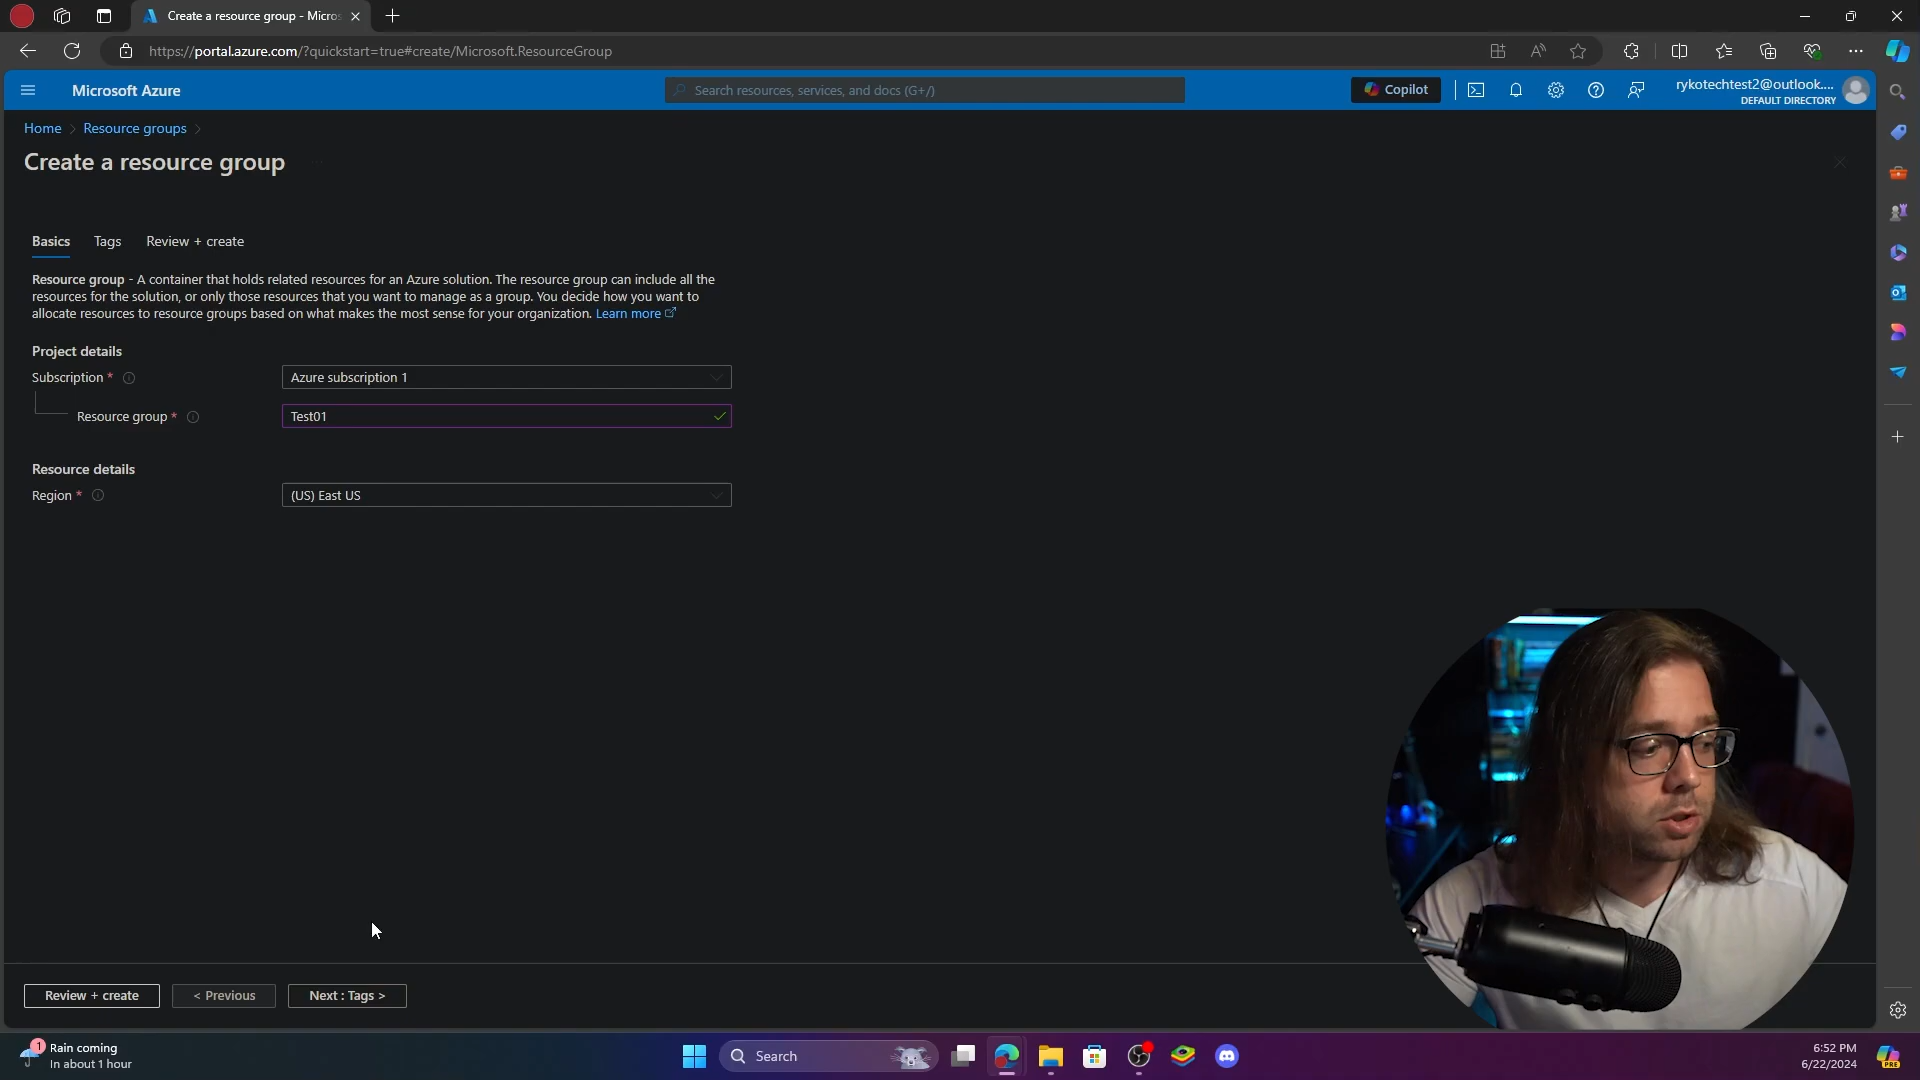 Create a resource group - Micros
https://portal.azure.com/?quickstart=true#create/Microsoft.ResourceGroup
Microsoft Azure
Search resources, services, and docs (G+/)
Copilot
rykotechtest2@outlook....
DEFAULT DIRECTORY
Home > Resource groups >
Create a resource group ...
Basics Tags Review + create
Resource group - A container that holds related resources for an Azure solution. The resource group can include all the
resources for the solution, or only those resources that you want to manage as a group. You decide how you want to
allocate resources to resource groups based on what makes the most sense for your organization. Learn more
Project details
Subscription * Azure subscription 1
Resource group * Test01
Resource details
Region * (US) East US
Review + create < Previous Next : Tags >
1 Rain coming
In about 1 hour
Search
6:52 PM
6/22/2024
PRE